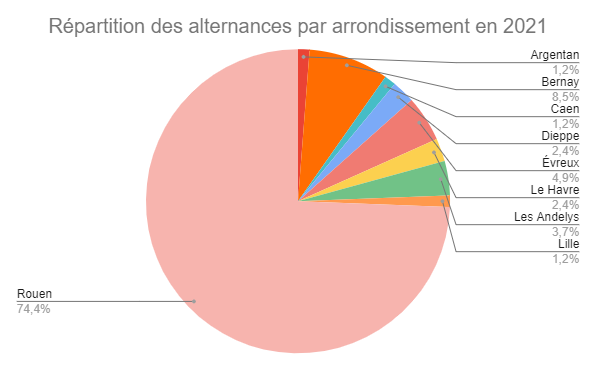 Répartition des alternances par arrondissement en 2021
Argentan
1,2%
Bernay
8,5%
Caen
1,2%
Dieppe
2,4%
Évreux
4,9%
Le Havre
2,4%
Les Andelys
3,7%
Lille
1,2%
Rouen
74,4%